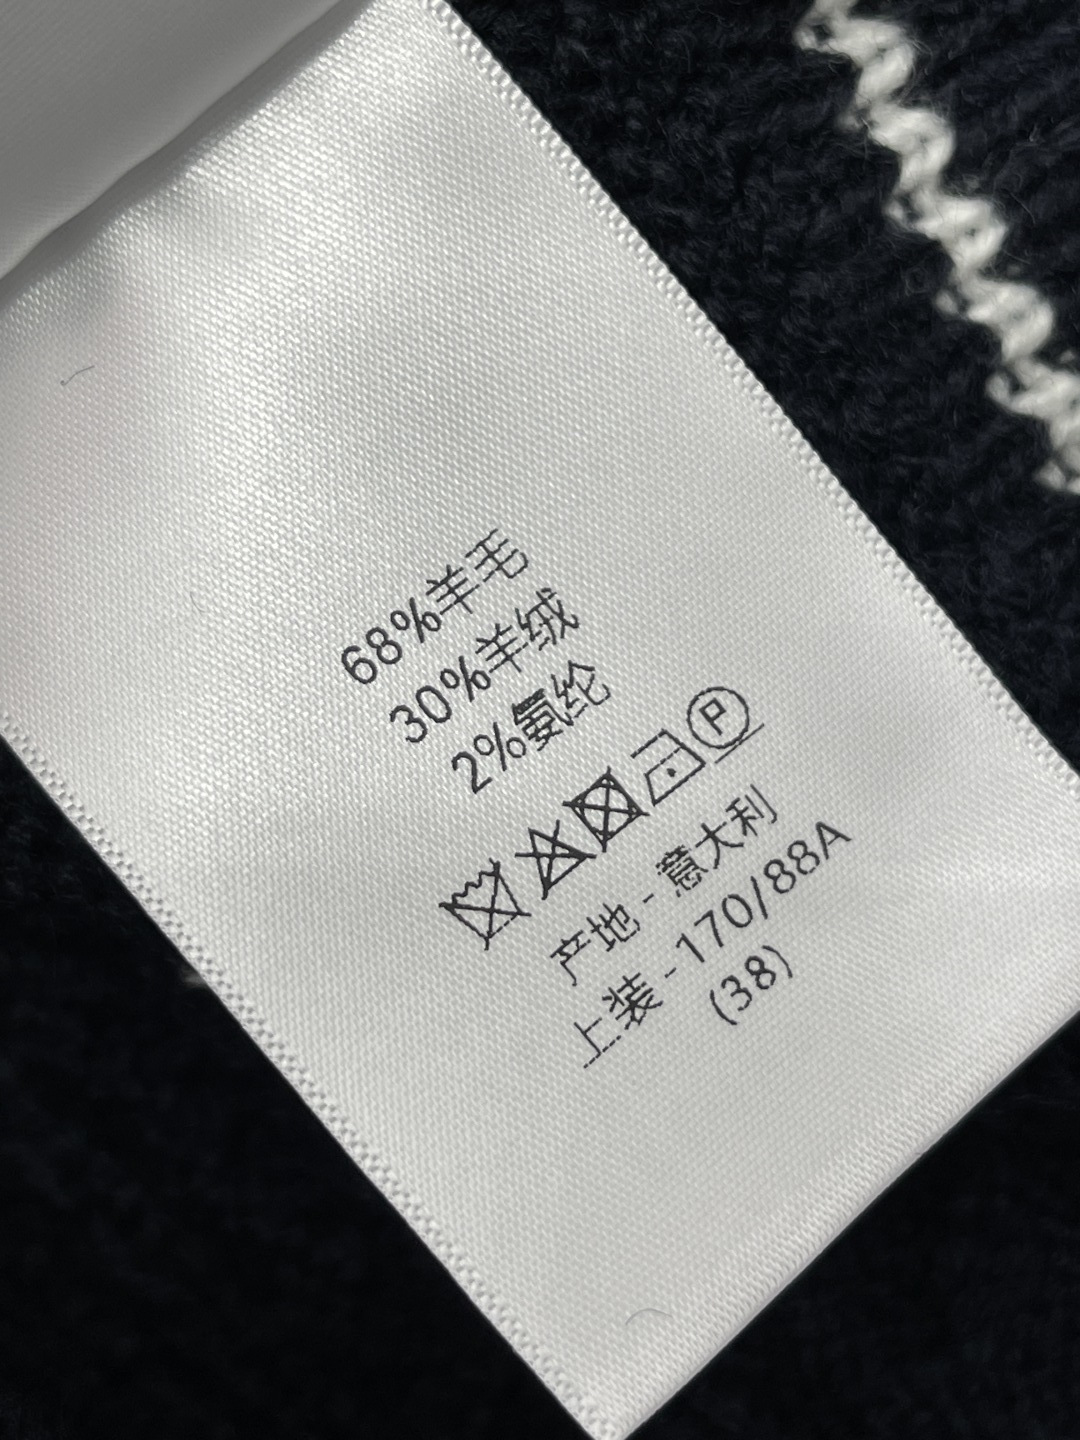 68%羊毛
30%羊绒
2%氨纶
P
产地 - 意大利
上装 - 170/88A
(38)